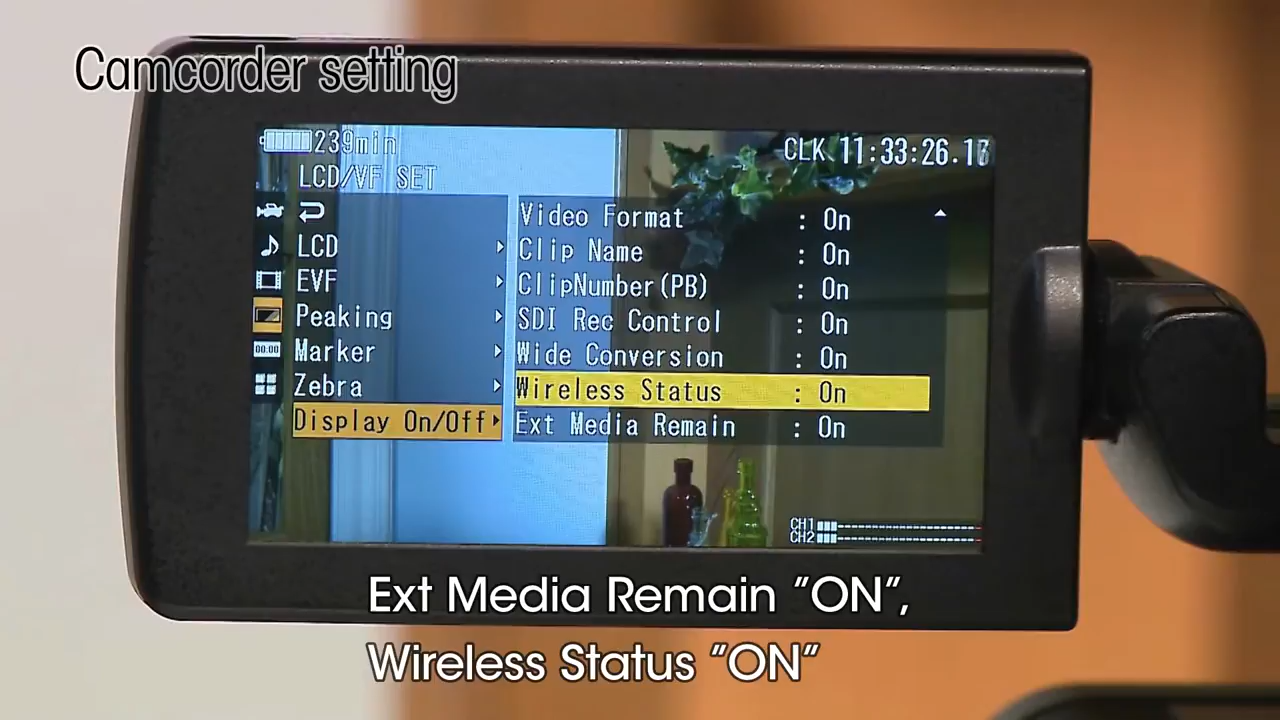 Camcorder setting
239min
CLK 11:33:26.
LCD/VF SET
LCD
EVF
Peaking
Marker
Zebra
Display On/Off
00:00
Video Format : On
Clip Name : On
ClipNumber(PB) : On
SDI Rec Control : On
Wide Conversion : On
Wireless Status : On
Ext Media Remain : On
CH1
CH2
Ext Media Remain "ON",
Wireless Status "ON"